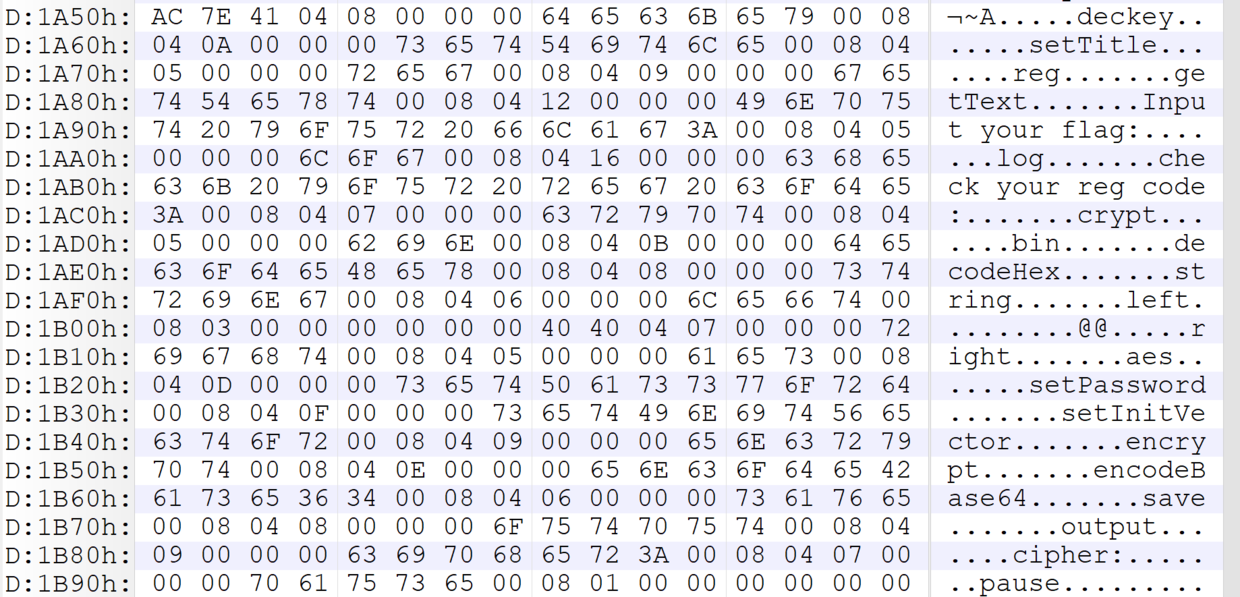 D:1A50h: AC 7E 41 04 08 00 00 00 64 65 63 6B 65 79 00 08 ¬~A.....deckey..
D:1A60h: 04 0A 00 00 00 73 65 74 54 69 74 6C 65 00 08 04 .....setTitle...
D:1A70h: 05 00 00 00 72 65 67 00 08 04 09 00 00 00 67 65 ....reg.......ge
D:1A80h: 74 54 65 78 74 00 08 04 12 00 00 00 49 6E 70 75 tText.......Inpu
D:1A90h: 74 20 79 6F 75 72 20 66 6C 61 67 3A 00 08 04 05 t your flag:....
D:1AA0h: 00 00 00 6C 6F 67 00 08 04 16 00 00 00 63 68 65 ...log.......che
D:1AB0h: 63 6B 20 79 6F 75 72 20 72 65 67 20 63 6F 64 65 ck your reg code
D:1AC0h: 3A 00 08 04 07 00 00 00 63 72 79 70 74 00 08 04 :.......crypt...
D:1AD0h: 05 00 00 00 62 69 6E 00 08 04 0B 00 00 00 64 65 ....bin.......de
D:1AE0h: 63 6F 64 65 48 65 78 00 08 04 08 00 00 00 73 74 codeHex.......st
D:1AF0h: 72 69 6E 67 00 08 04 06 00 00 00 6C 65 66 74 00 ring.......left.
D:1B00h: 08 03 00 00 00 00 00 00 40 40 04 07 00 00 00 72 ........@@.....r
D:1B10h: 69 67 68 74 00 08 04 05 00 00 00 61 65 73 00 08 ight.......aes..
D:1B20h: 04 0D 00 00 00 73 65 74 50 61 73 73 77 6F 72 64 .....setPassword
D:1B30h: 00 08 04 0F 00 00 00 73 65 74 49 6E 69 74 56 65 .......setInitVe
D:1B40h: 63 74 6F 72 00 08 04 09 00 00 00 65 6E 63 72 79 ctor.......encry
D:1B50h: 70 74 00 08 04 0E 00 00 00 65 6E 63 6F 64 65 42 pt.......encodeB
D:1B60h: 61 73 65 36 34 00 08 04 06 00 00 00 73 61 76 65 ase64.......save
D:1B70h: 00 08 04 08 00 00 00 6F 75 74 70 75 74 00 08 04 .......output...
D:1B80h: 09 00 00 00 63 69 70 68 65 72 3A 00 08 04 07 00 ....cipher:.....
D:1B90h: 00 00 70 61 75 73 65 00 08 01 00 00 00 00 00 00 ..pause.........